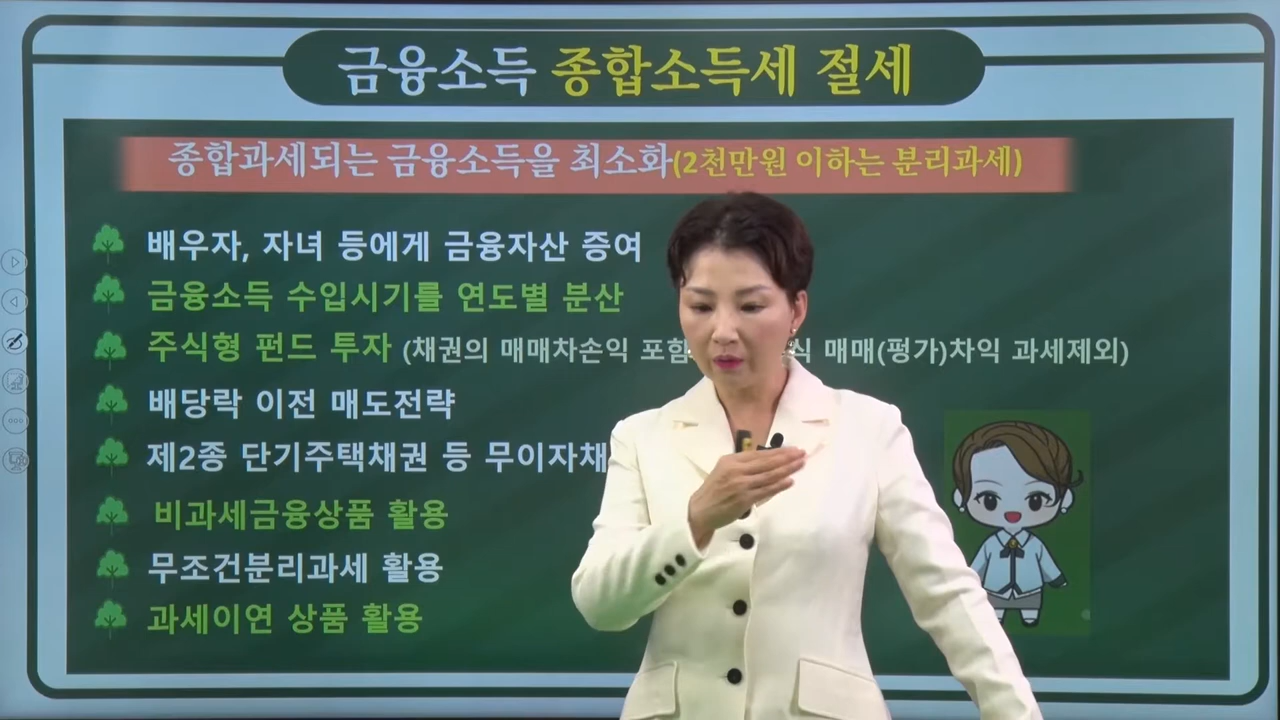 금융소득 종합소득세 절세
종합과세되는 금융소득을 최소화(2천만원 이하는 분리과세)
배우자, 자녀 등에게 금융자산 증여
금융소득 수입시기를 연도별 분산
주식형 펀드 투자 (채권의 매매차손익 포함 매매(평가)차익 과세제외)
배당락 이전 매도전략
제2종 단기주택채권 등 무이자채
비과세금융상품 활용
무조건분리과세 활용
과세이연 상품 활용